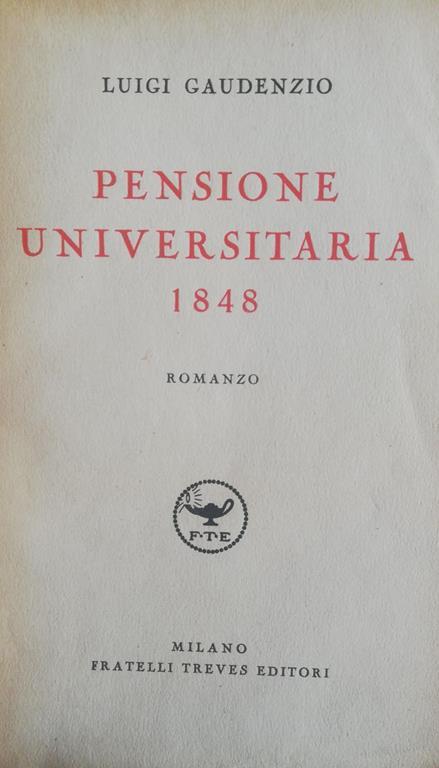 LUIGI GAUDENZIO
PENSIONE
UNIVERSITARIA
1848
ROMANZO
F·T·E
MILANO
FRATELLI TREVES EDITORI